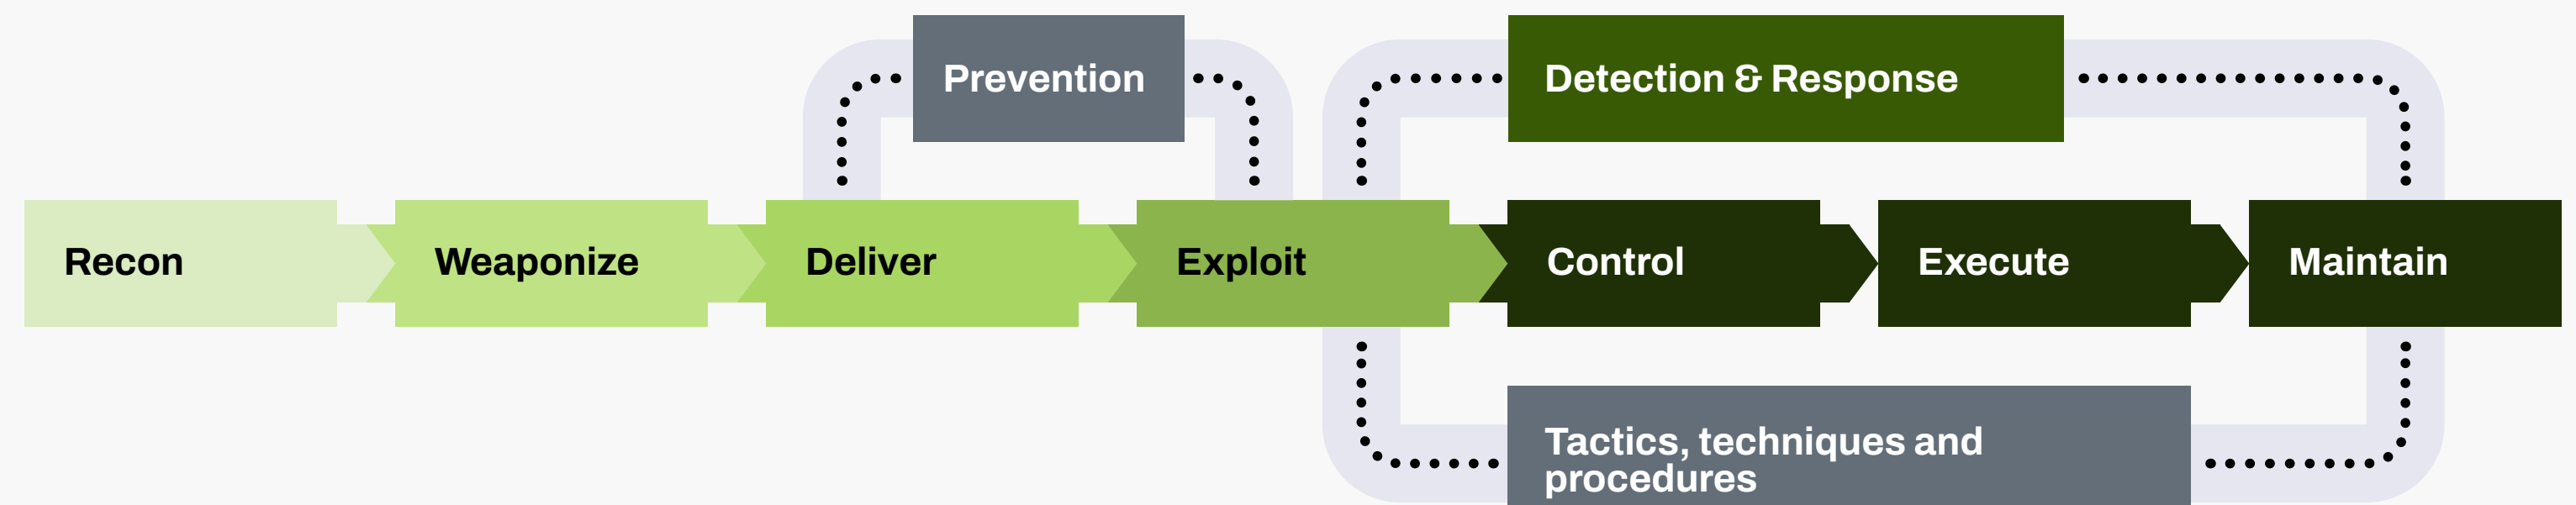 Prevention
Detection & Response
Recon
Weaponize
Deliver
Exploit
Control
Execute
Maintain
Tactics, techniques and
procedures